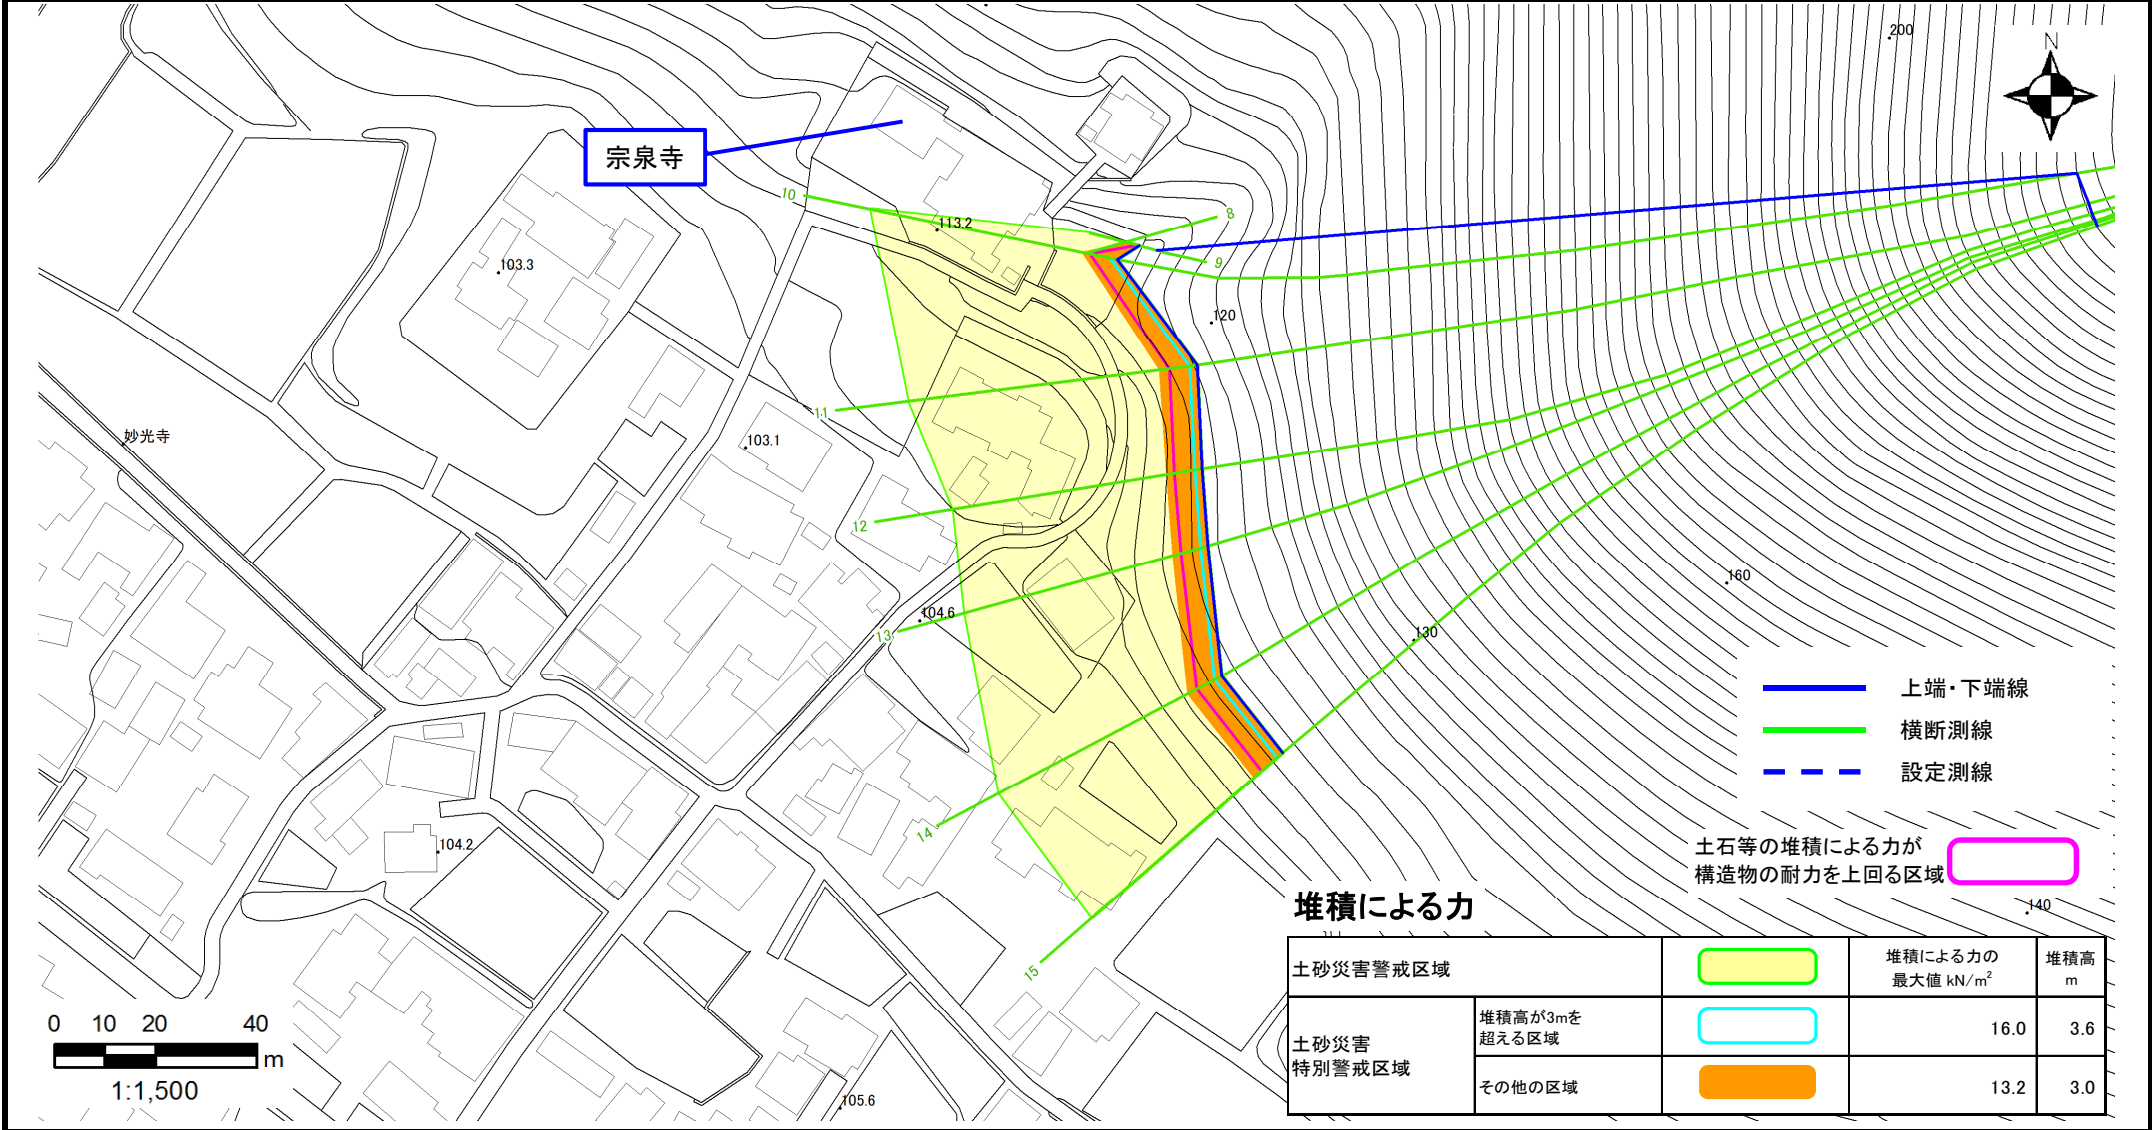 200
N
宗泉寺
10
8
113.2
9
103.3
120
11
妙光寺
103.1
12
160
104.6
13
130
上端・下端線
横断測線
設定測線
14
104.2
土石等の堆積による力が
構造物の耐力を上回る区域
140
15
堆積による力
土砂災害警戒区域
堆積による力の
最大値 kN/m²
堆積高
m
土砂災害
特別警戒区域
堆積高が3mを
超える区域
16.0 3.6
その他の区域
13.2 3.0
0 10 20 40
m
1:1,500
105.6